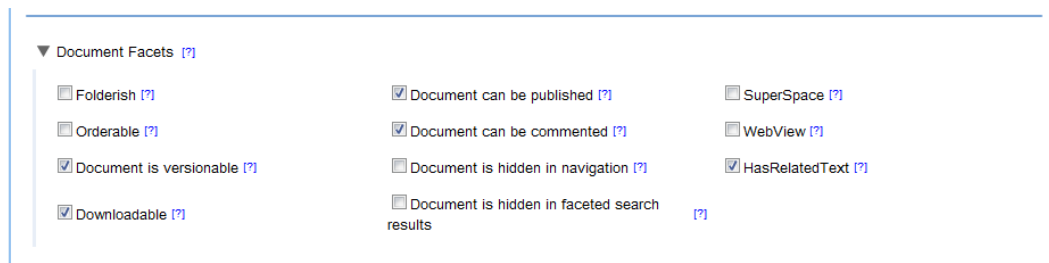 Document Facets [?]
Folderish [?]
Document can be published [?]
SuperSpace [?]
Orderable [?]
Document can be commented [?]
WebView [?]
Document is versionable [?]
Document is hidden in navigation [?]
HasRelatedText [?]
Downloadable [?]
Document is hidden in faceted search
results
[?]